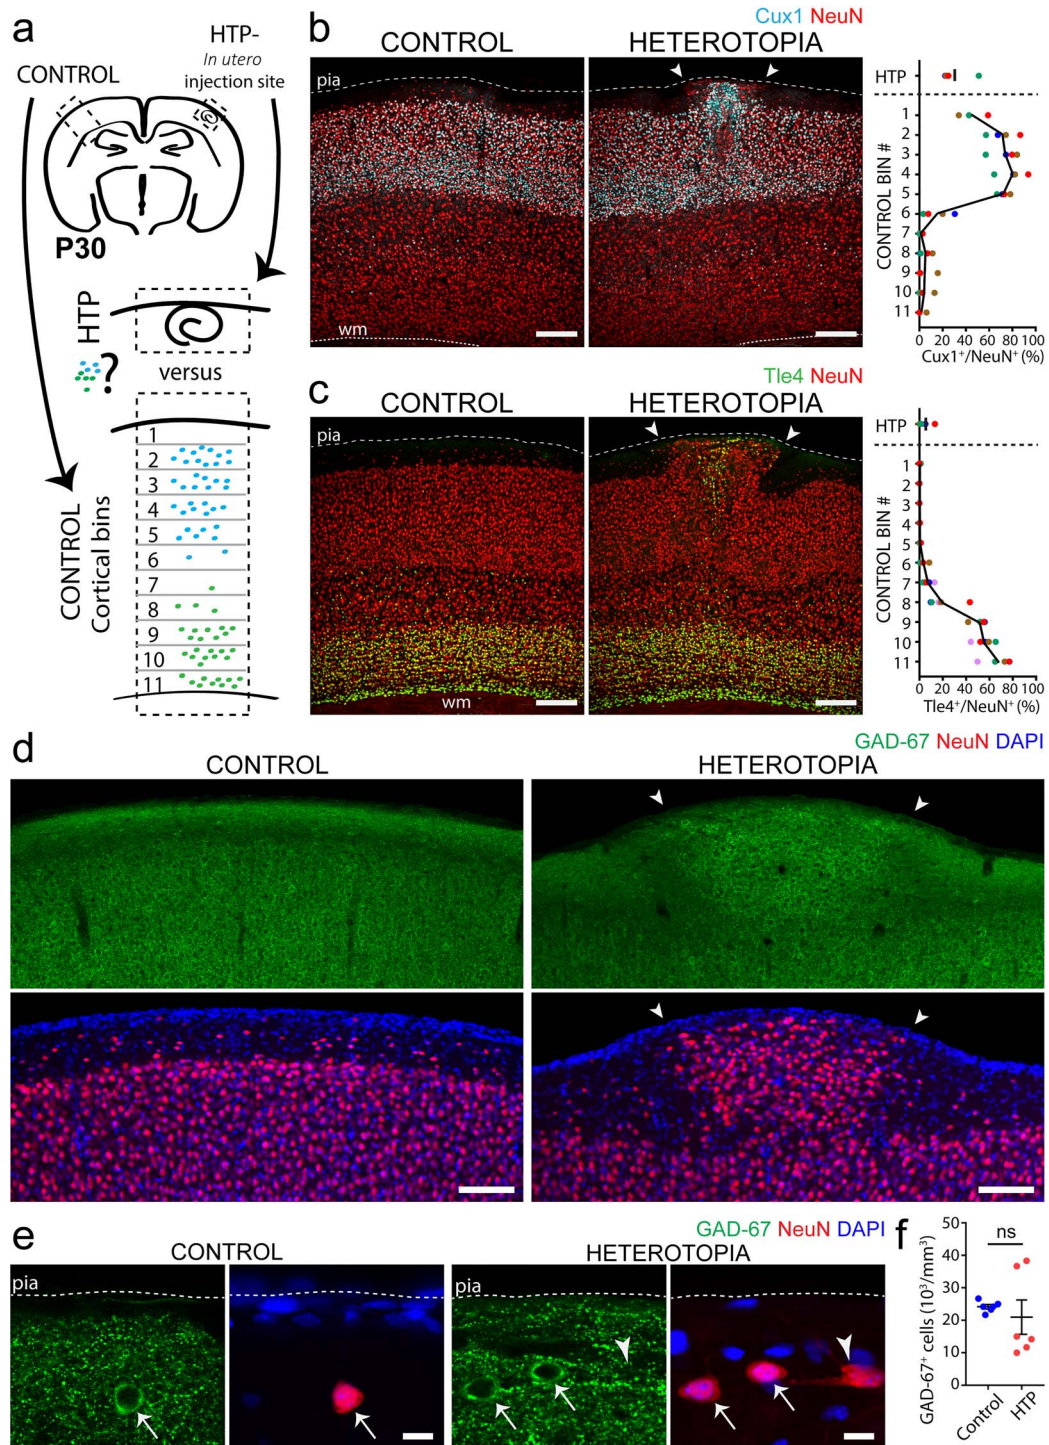 a
CONTROL
HTP-
In utero
injection site
P30
HTP
?
versus
CONTROL
Cortical bins
1
2
3
4
5
6
7
8
9
10
11
b
Cux1 NeuN
CONTROL
HETEROTOPIA
pia
wm
HTP
CONTROL BIN #
1
2
3
4
5
6
7
8
9
10
11
0 20 40 60 80 100
Cux1⁺/NeuN⁺ (%)
c
Tle4 NeuN
CONTROL
HETEROTOPIA
pia
wm
HTP
CONTROL BIN #
1
2
3
4
5
6
7
8
9
10
11
0 20 40 60 80 100
Tle4⁺/NeuN⁺ (%)
d
GAD-67 NeuN DAPI
CONTROL
HETEROTOPIA
e
GAD-67 NeuN DAPI
CONTROL
HETEROTOPIA
pia
f
ns
GAD-67⁺ cells (10³/mm³)
50
40
30
20
10
0
Control
HTP